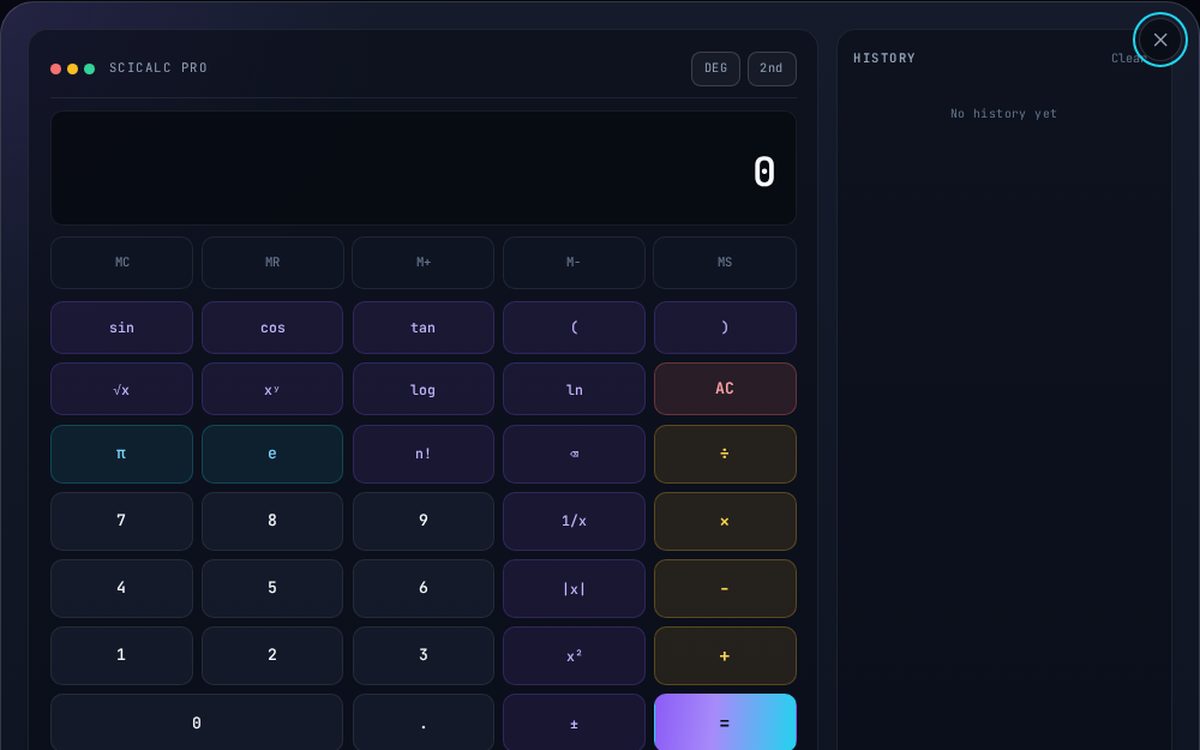 SCICALC PRO DEG 2nd
HISTORY Clear
No history yet
0
MC MR M+ M- MS
sin cos tan ( )
√x xʸ log ln AC
π e n! ⌫ ÷
7 8 9 1/x ×
4 5 6 |x| −
1 2 3 x² +
0 . ± =